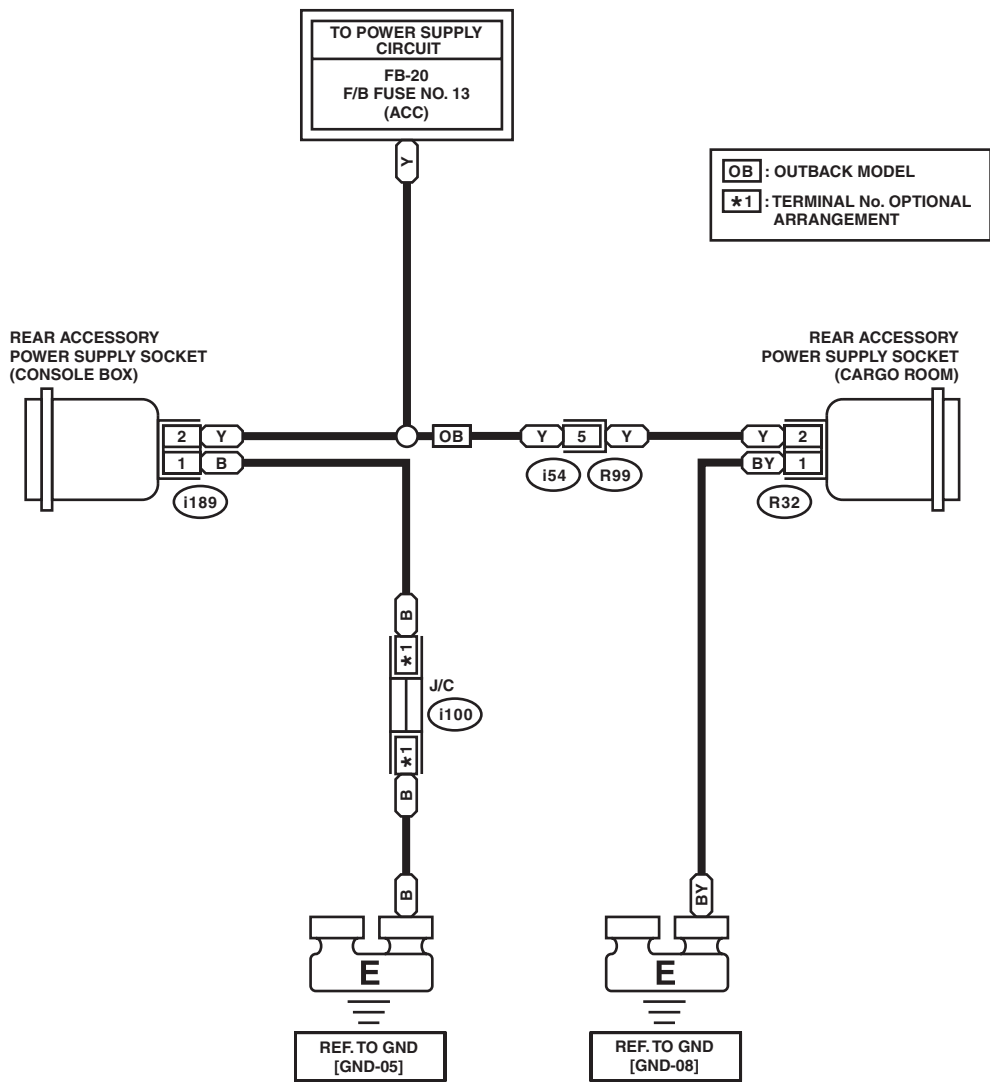 TO POWER SUPPLY
CIRCUIT
FB-20
F/B FUSE NO. 13
(ACC)
Y
OB : OUTBACK MODEL
*1 : TERMINAL No. OPTIONAL
ARRANGEMENT
REAR ACCESSORY
POWER SUPPLY SOCKET
(CONSOLE BOX)
REAR ACCESSORY
POWER SUPPLY SOCKET
(CARGO ROOM)
2 Y OB Y 5 Y Y 2
1 B BY 1
i189 i54 R99 R32
B
*1
J/C
i100
*1
B
B BY
E E
REF. TO GND
[GND-05]
REF. TO GND
[GND-08]